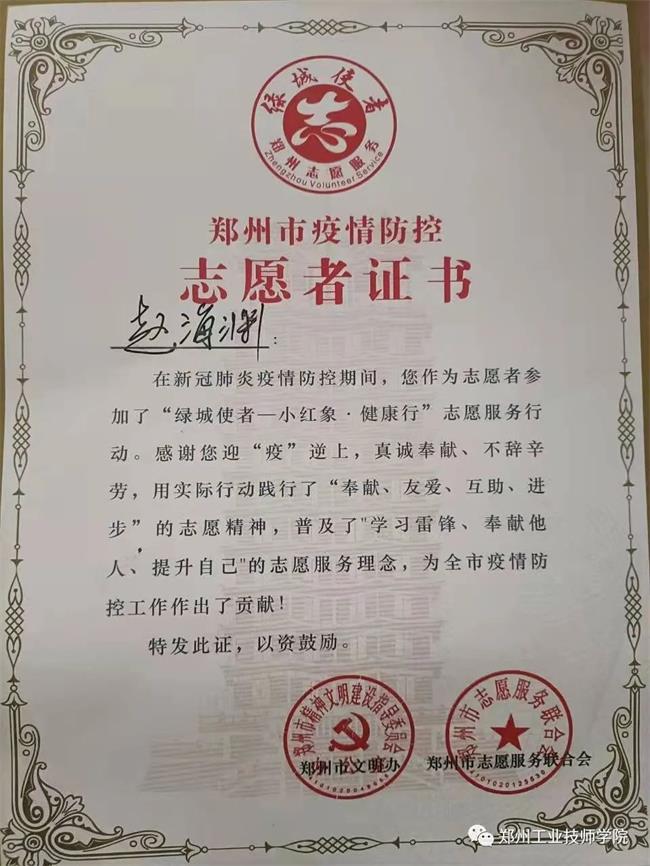 绿城使者
志
郑州志愿服务
Zhengzhou Volunteer Service
郑州市疫情防控
志愿者证书
赵海渊：
在新冠肺炎疫情防控期间，您作为志愿者参
加了“绿城使者—小红象·健康行”志愿服务行
动。感谢您迎“疫”逆上，真诚奉献、不辞辛
劳，用实际行动践行了“奉献、友爱、互助、进
步”的志愿精神，普及了"学习雷锋、奉献他
人、提升自己"的志愿服务理念，为全市疫情防
控工作作出了贡献！
特发此证，以资鼓励。
郑州市精神文明建设指导委员会
郑州市文明办
郑州市志愿服务联合会
郑州市志愿服务联合会
郑州工业技师学院